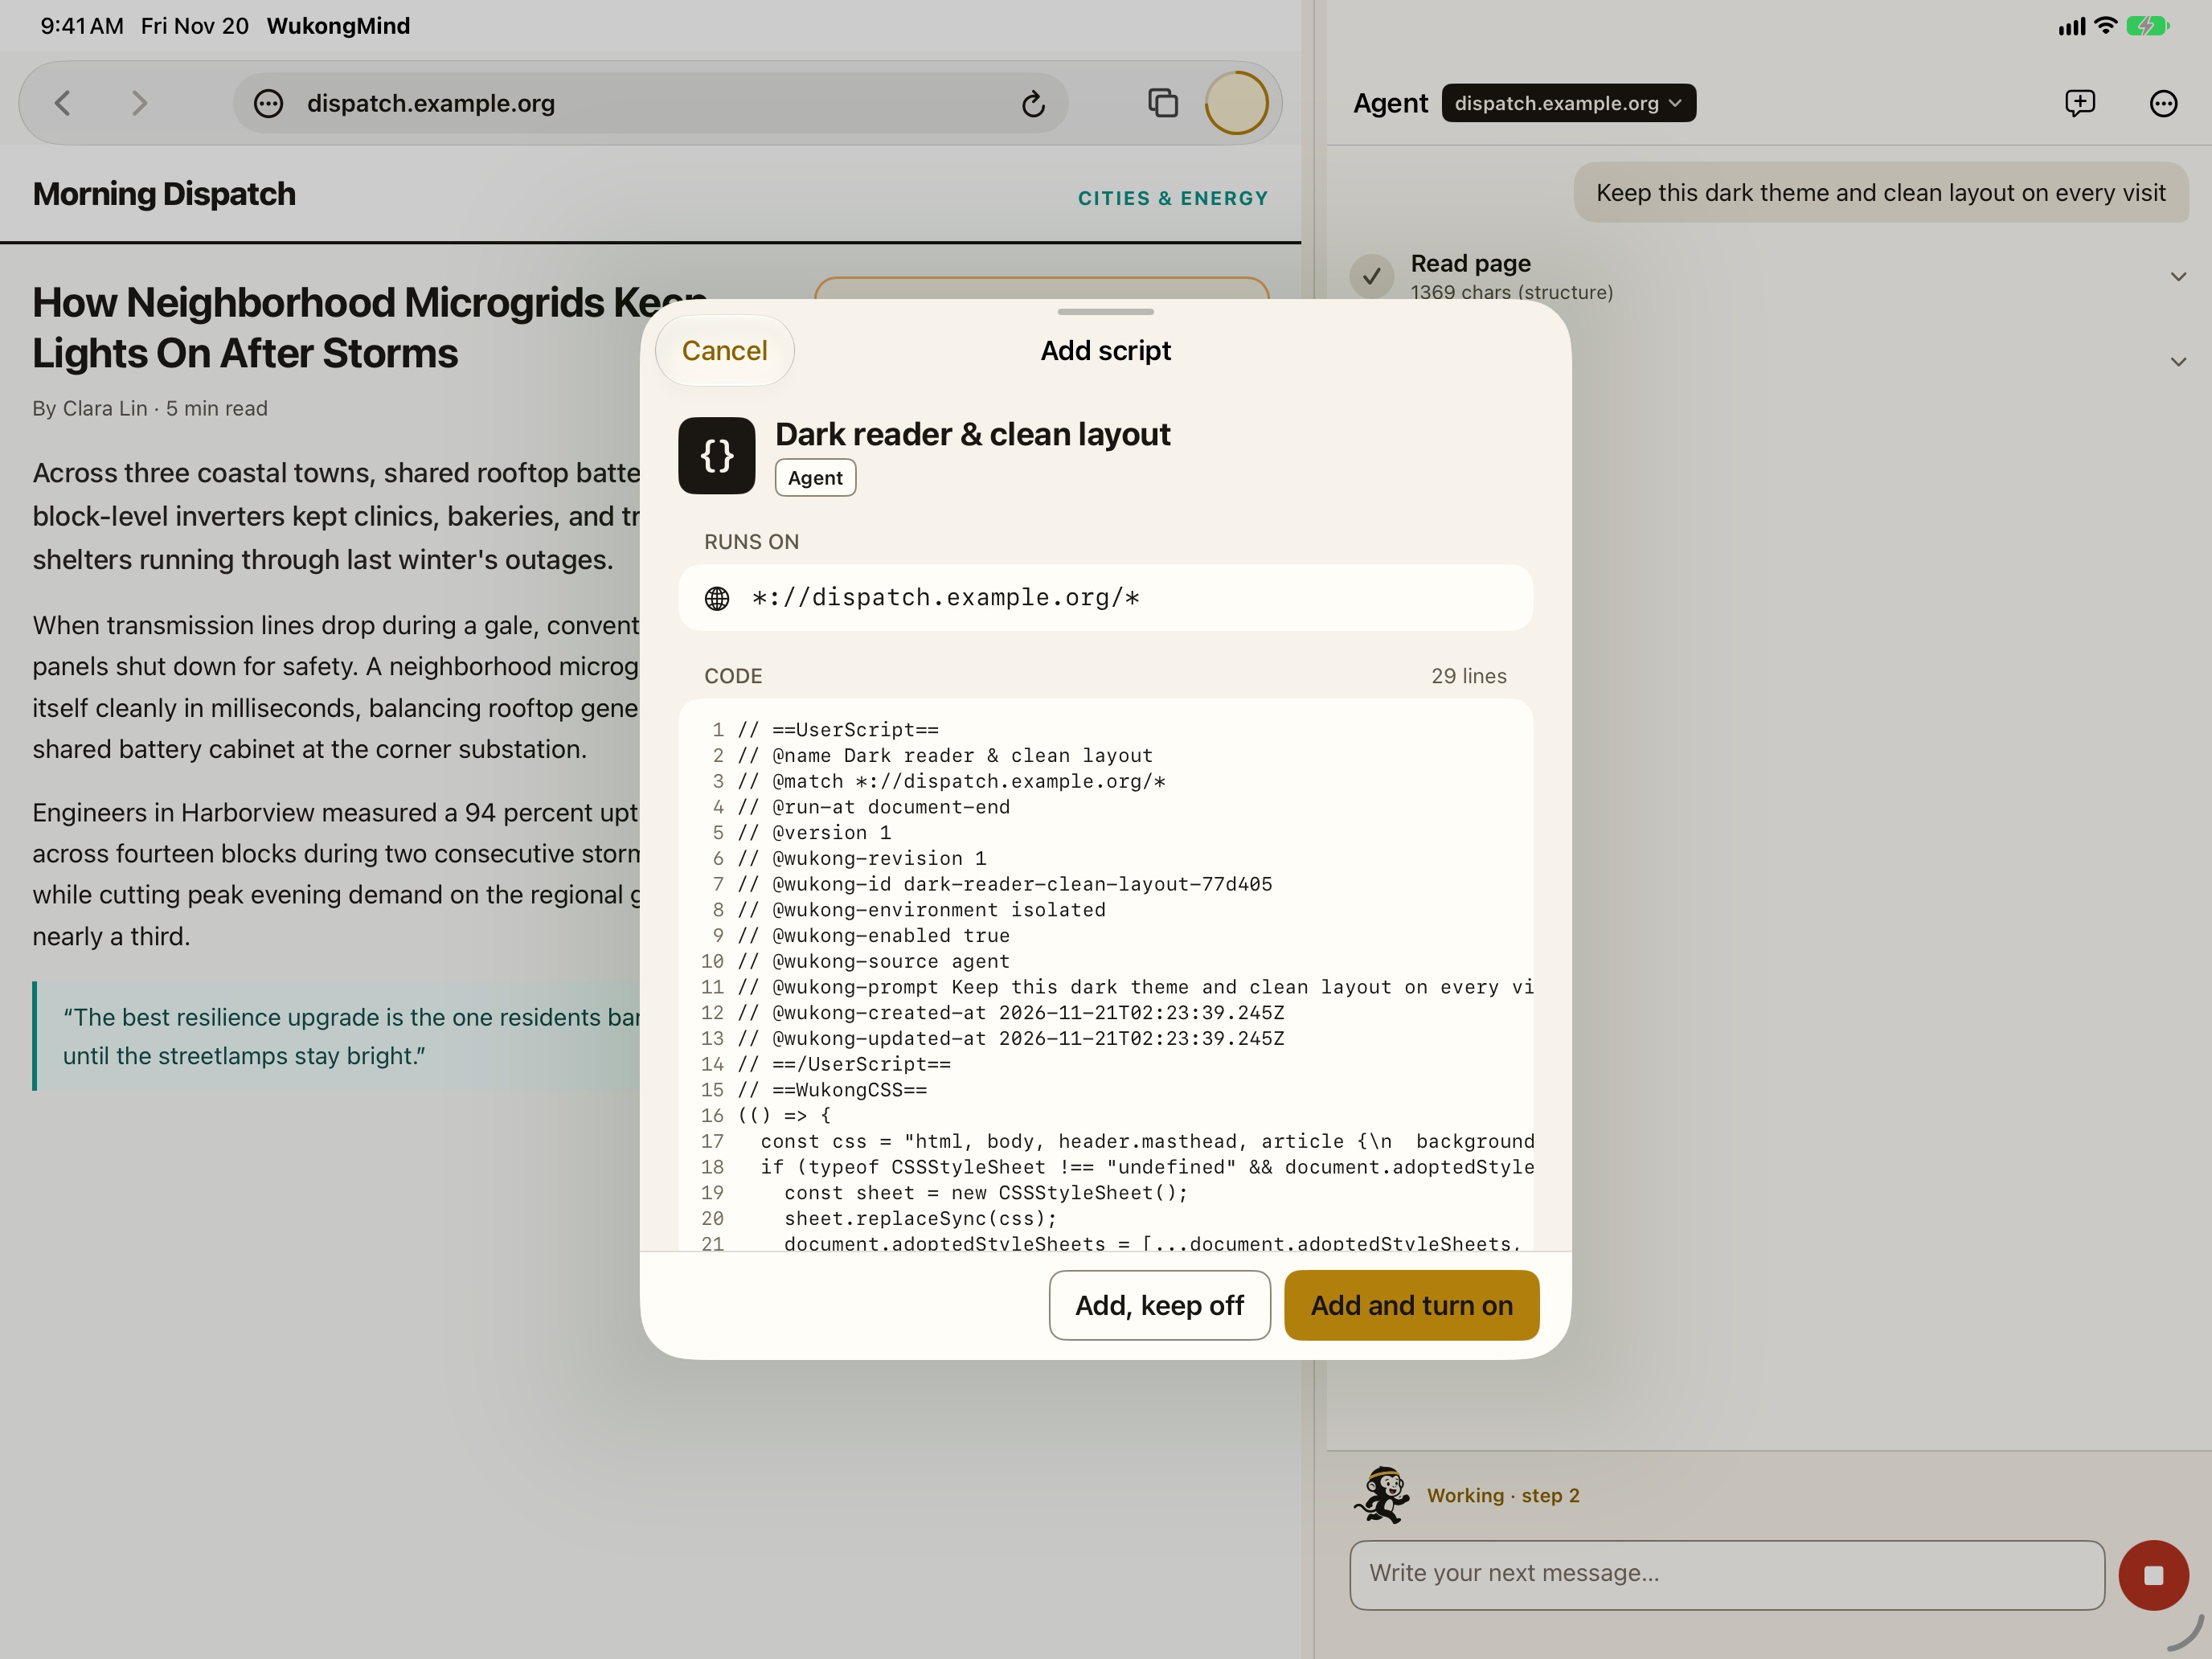 9:41 AM Fri Nov 20 WukongMind
dispatch.example.org
Morning Dispatch
CITIES & ENERGY
How Neighborhood Microgrids Keep
Lights On After Storms
By Clara Lin · 5 min read
Across three coastal towns, shared rooftop batte
block-level inverters kept clinics, bakeries, and tr
shelters running through last winter's outages.
When transmission lines drop during a gale, convent
panels shut down for safety. A neighborhood microg
itself cleanly in milliseconds, balancing rooftop gene
shared battery cabinet at the corner substation.
Engineers in Harborview measured a 94 percent upt
across fourteen blocks during two consecutive storm
while cutting peak evening demand on the regional g
nearly a third.
“The best resilience upgrade is the one residents bar
until the streetlamps stay bright.”
Cancel
Add script
{}
Dark reader & clean layout
Agent
RUNS ON
*://dispatch.example.org/*
CODE
29 lines
1 // ==UserScript==
2 // @name Dark reader & clean layout
3 // @match *://dispatch.example.org/*
4 // @run-at document-end
5 // @version 1
6 // @wukong-revision 1
7 // @wukong-id dark-reader-clean-layout-77d405
8 // @wukong-environment isolated
9 // @wukong-enabled true
10 // @wukong-source agent
11 // @wukong-prompt Keep this dark theme and clean layout on every vi
12 // @wukong-created-at 2026-11-21T02:23:39.245Z
13 // @wukong-updated-at 2026-11-21T02:23:39.245Z
14 // ==/UserScript==
15 // ==WukongCSS==
16 (() => {
17 const css = "html, body, header.masthead, article {\n  background
18 if (typeof CSSStyleSheet !== "undefined" && document.adoptedStyle
19 const sheet = new CSSStyleSheet();
20 sheet.replaceSync(css);
21 document.adoptedStyleSheets = [...document.adoptedStyleSheets,
Add, keep off
Add and turn on
Agent
dispatch.example.org
Keep this dark theme and clean layout on every visit
Read page
1369 chars (structure)
Working · step 2
Write your next message...